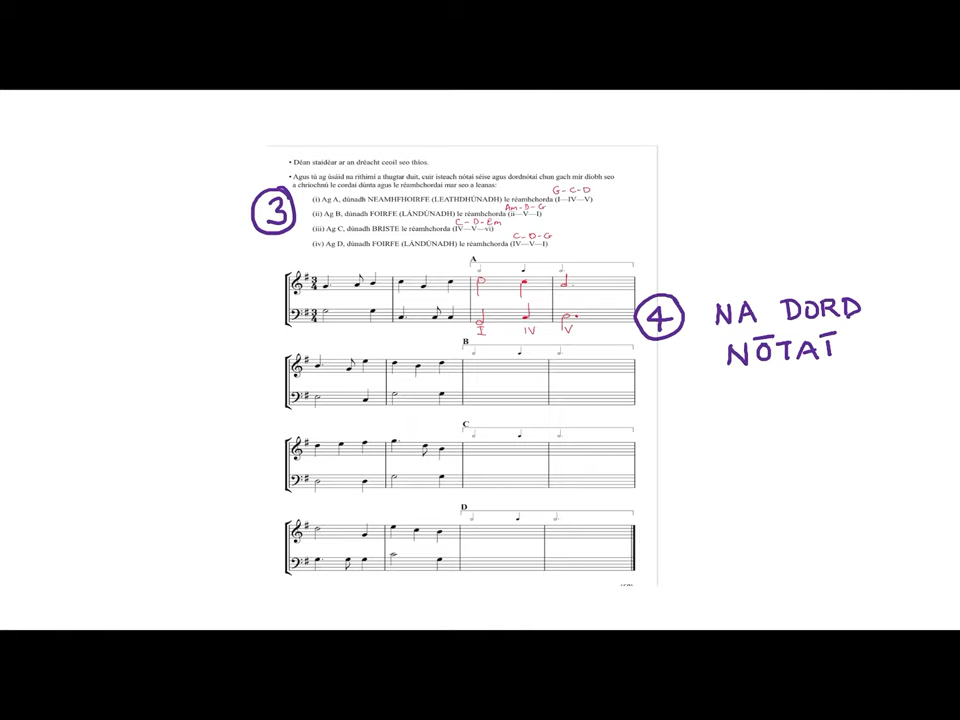 • Déan staidéar ar an dréacht ceoil seo thíos.
• Agus tú ag úsáid na rithimí a thugtar duit, cuir isteach nótaí séise agus dordnótaí chun gach mír díobh seo
a chríochnú le cordaí dúnta agus le réamhchordaí mar seo a leanas:
G-C-D
3
(i) Ag A, dúnadh NEAMHFHOIRFE (LEATHDHÚNADH) le réamhchorda (I—IV—V)
Am-D-G
(ii) Ag B, dúnadh FOIRFE (LÁNDÚNADH) le réamhchorda (ii—V—I)
C-D-Em
(iii) Ag C, dúnadh BRISTE le réamhchorda (IV—V—vi)
C-D-G
(iv) Ag D, dúnadh FOIRFE (LÁNDÚNADH) le réamhchorda (IV—V—I)
A
I IV V
4 NA DORD
NŌTAĪ
B
C
D